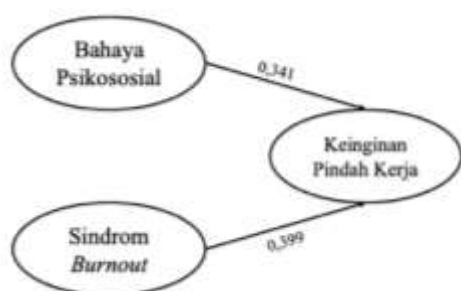 Bahaya
Psikososial
0,341
Keinginan
Pindah Kerja
Sindrom
Burnout
0,399